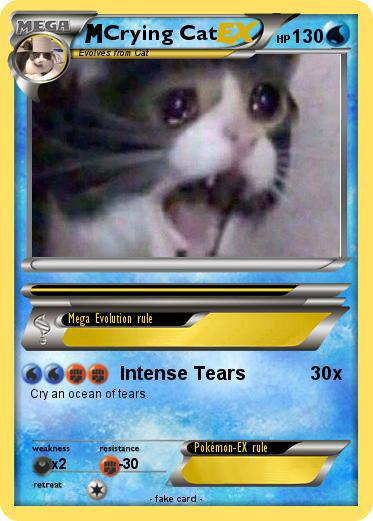 MEGA
M Crying Cat EX HP 130
Evolves from Cat
Mega Evolution rule
Intense Tears 30x
Cry an ocean of tears.
weakness resistance
x2 -30
Pokémon-EX rule
retreat
- fake card -